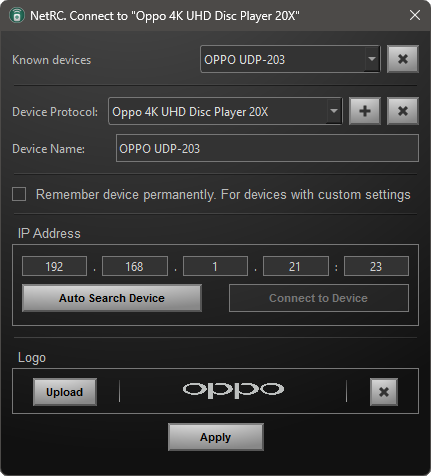 NetRC. Connect to "Oppo 4K UHD Disc Player 20X"
Known devices OPPO UDP-203
Device Protocol: Oppo 4K UHD Disc Player 20X
Device Name: OPPO UDP-203
Remember device permanently. For devices with custom settings
IP Address
192 . 168 . 1 . 21 : 23
Auto Search Device Connect to Device
Logo
Upload oppo
Apply